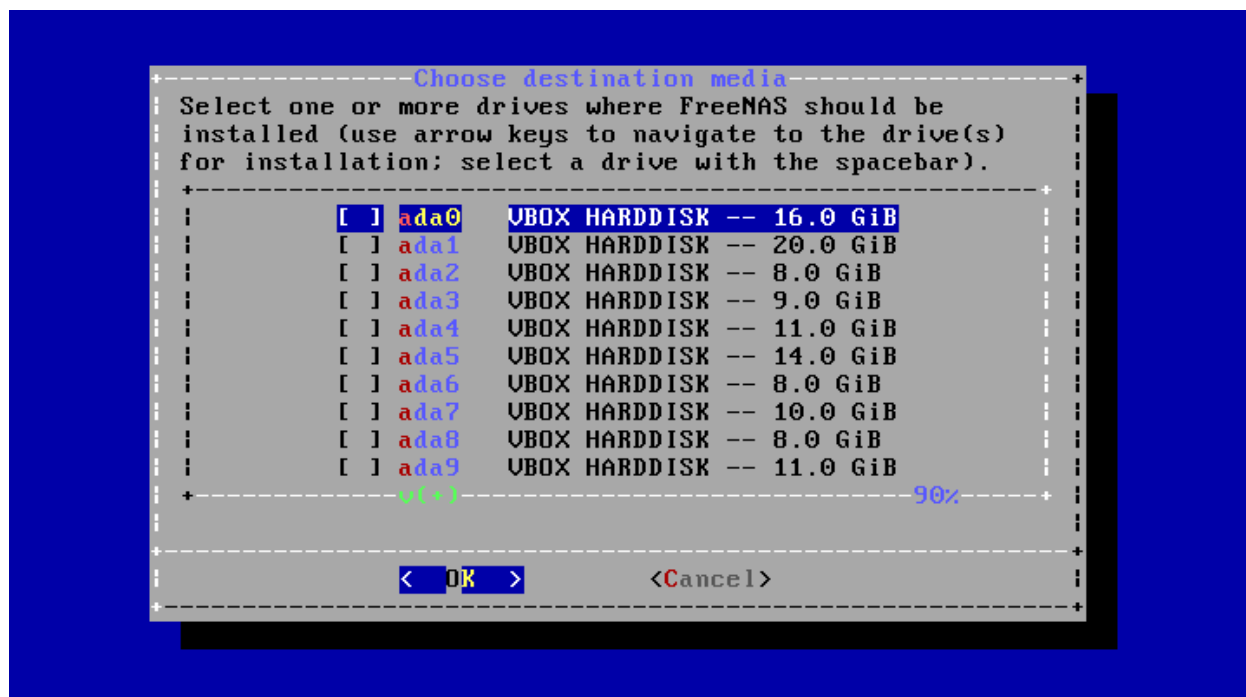 Choose destination media
Select one or more drives where FreeNAS should be
installed (use arrow keys to navigate to the drive(s)
for installation; select a drive with the spacebar).
[ ] ada0 VBOX HARDDISK -- 16.0 GiB
[ ] ada1 VBOX HARDDISK -- 20.0 GiB
[ ] ada2 VBOX HARDDISK -- 8.0 GiB
[ ] ada3 VBOX HARDDISK -- 9.0 GiB
[ ] ada4 VBOX HARDDISK -- 11.0 GiB
[ ] ada5 VBOX HARDDISK -- 14.0 GiB
[ ] ada6 VBOX HARDDISK -- 8.0 GiB
[ ] ada7 VBOX HARDDISK -- 10.0 GiB
[ ] ada8 VBOX HARDDISK -- 8.0 GiB
[ ] ada9 VBOX HARDDISK -- 11.0 GiB
v(+) 90%
< OK > <Cancel>